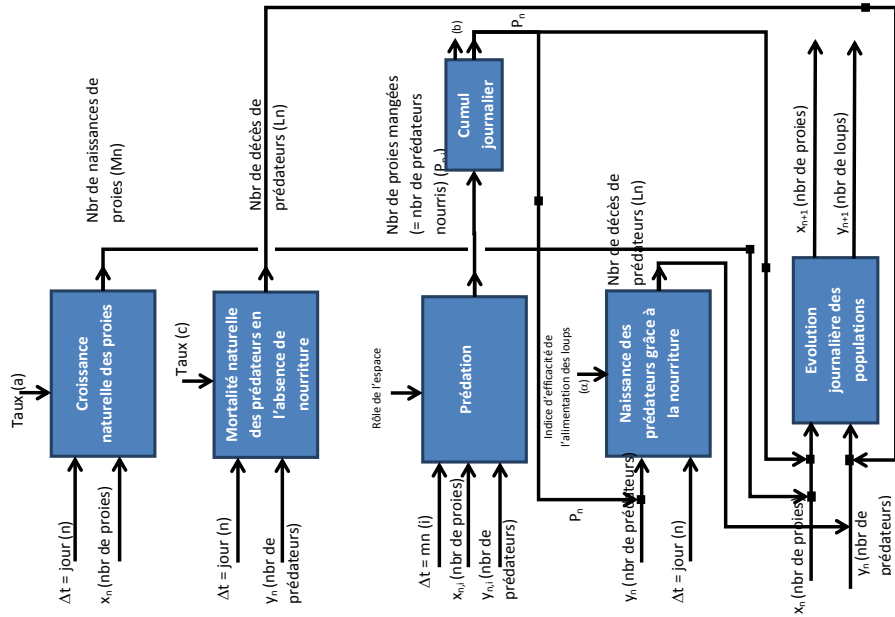 Taux (a)
Δt = jour (n)
xn (nbr de proies)
Croissance
naturelle des proies
Nbr de naissances de
proies (Mn)
Taux (c)
Δt = jour (n)
yn (nbr de
prédateurs)
Mortalité naturelle
des prédateurs en
l'absence de
nourriture
Nbr de décès de
prédateurs (Ln)
Rôle de l'espace
Δt = mn (i)
xn,i (nbr de proies)
yn,i (nbr de
prédateurs)
Prédation
Nbr de proies mangées
(= nbr de prédateurs
nourris) (Pn,i)
Cumul
journalier
(b)
Pn
Indice d'efficacité de
l'alimentation des loups
(α)
Pn
yn (nbr de prédateurs)
Δt = jour (n)
Naissance des
prédateurs grâce à
la nourriture
Nbr de décès de
prédateurs (Ln)
xn (nbr de proies)
yn (nbr de
prédateurs)
Evolution
journalière des
populations
xn+1 (nbr de proies)
yn+1 (nbr de loups)